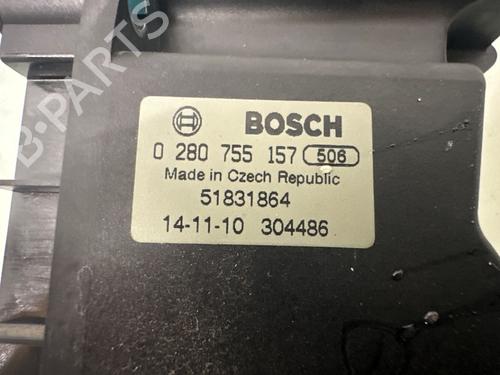 B-PARTS
BOSCH
0 280 755 157 506
Made in Czech Republic
51831864
14-11-10 304486